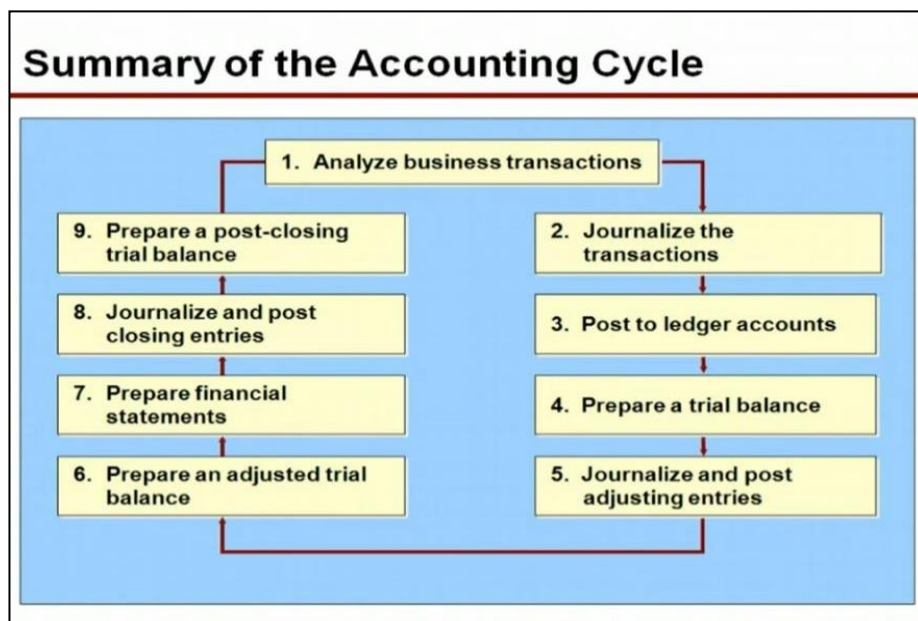 Summary of the Accounting Cycle
1. Analyze business transactions
2. Journalize the
transactions
3. Post to ledger accounts
4. Prepare a trial balance
5. Journalize and post
adjusting entries
6. Prepare an adjusted trial
balance
7. Prepare financial
statements
8. Journalize and post
closing entries
9. Prepare a post-closing
trial balance